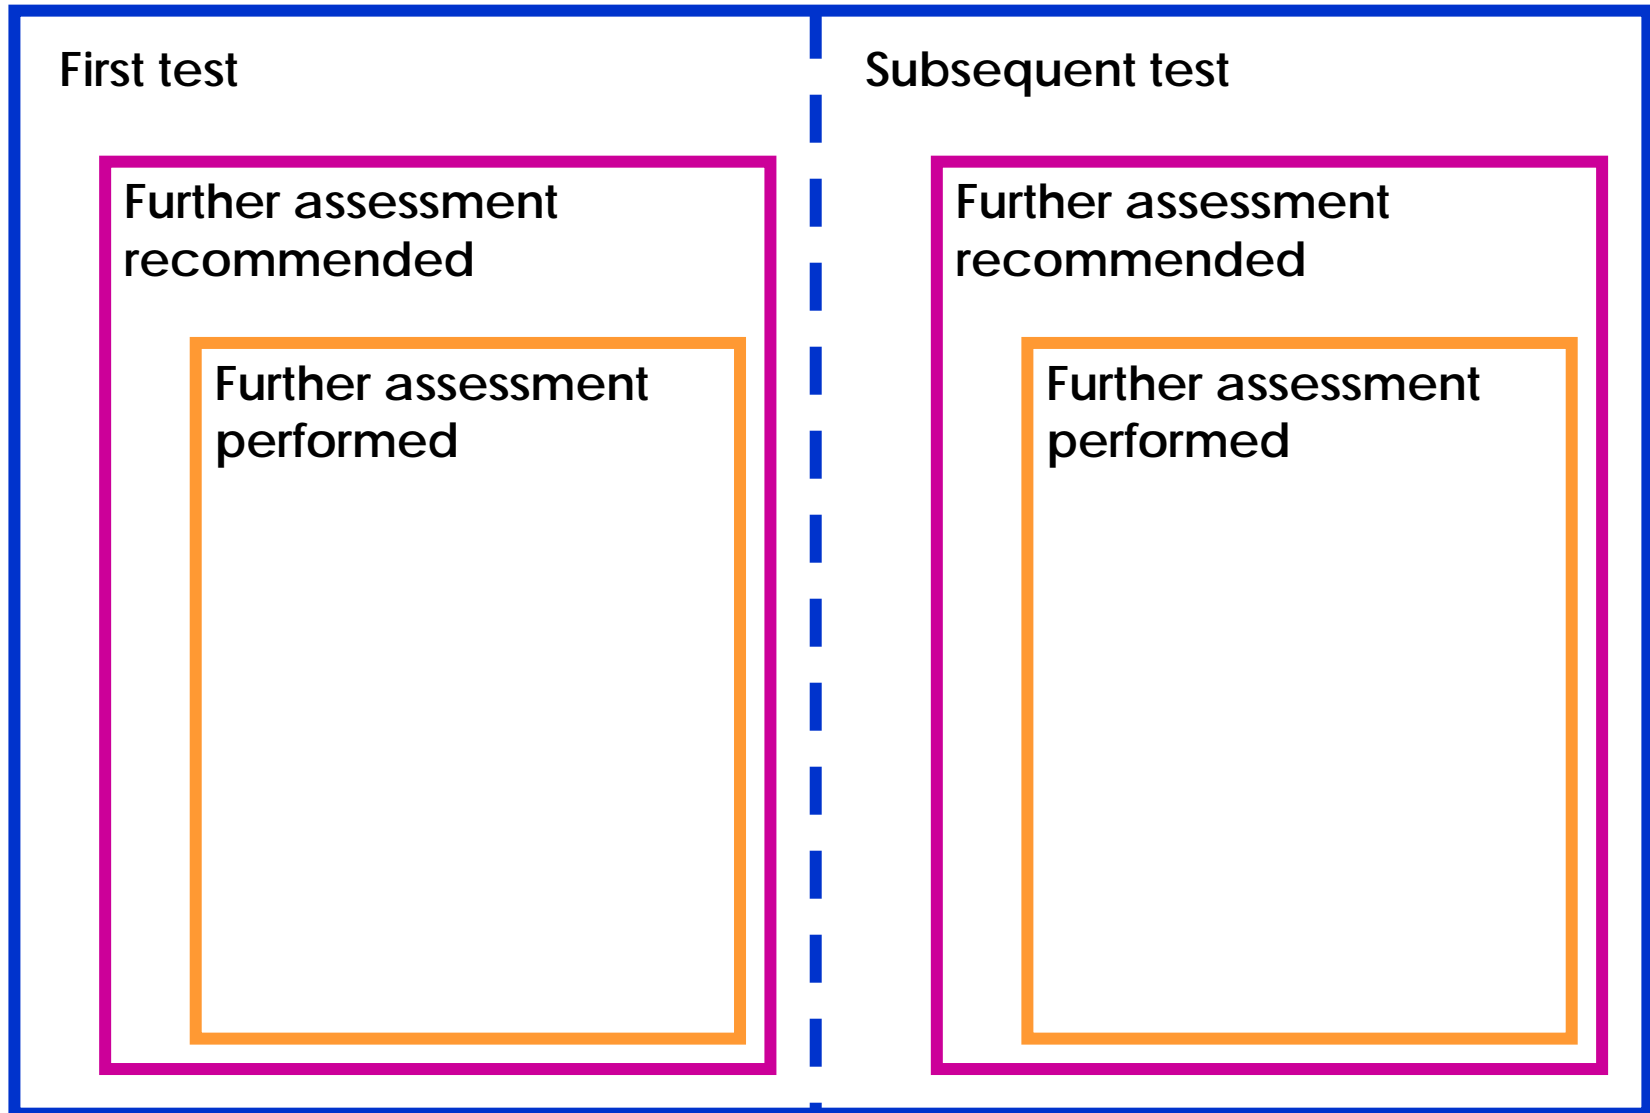 First test
Further assessment
recommended
Further assessment
performed
Subsequent test
Further assessment
recommended
Further assessment
performed